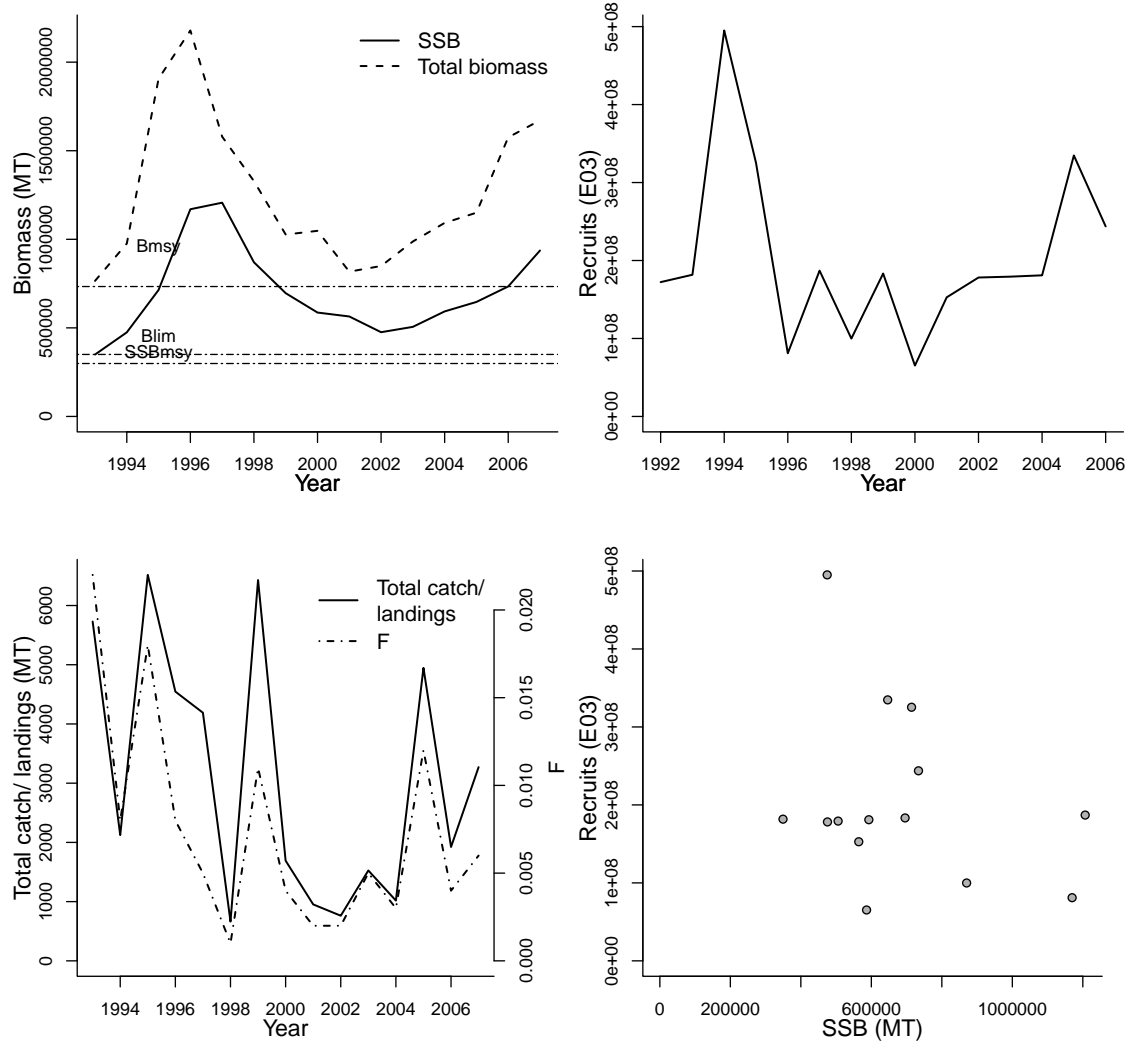 SSB
Total biomass
Biomass (MT)
2000000
1500000
1000000
500000
0
Bmsy
Blim
SSBmsy
1994 1996 1998 2000 2002 2004 2006
Year
Recruits (E03)
5e+08
4e+08
3e+08
2e+08
1e+08
0e+00
1992 1994 1996 1998 2000 2002 2004 2006
Year
Total catch/
landings
F
Total catch/ landings (MT)
6000
5000
4000
3000
2000
1000
0
0.020
0.015
0.010
0.005
0.000
F
1994 1996 1998 2000 2002 2004 2006
Year
Recruits (E03)
5e+08
4e+08
3e+08
2e+08
1e+08
0e+00
0 200000 600000 1000000
SSB (MT)